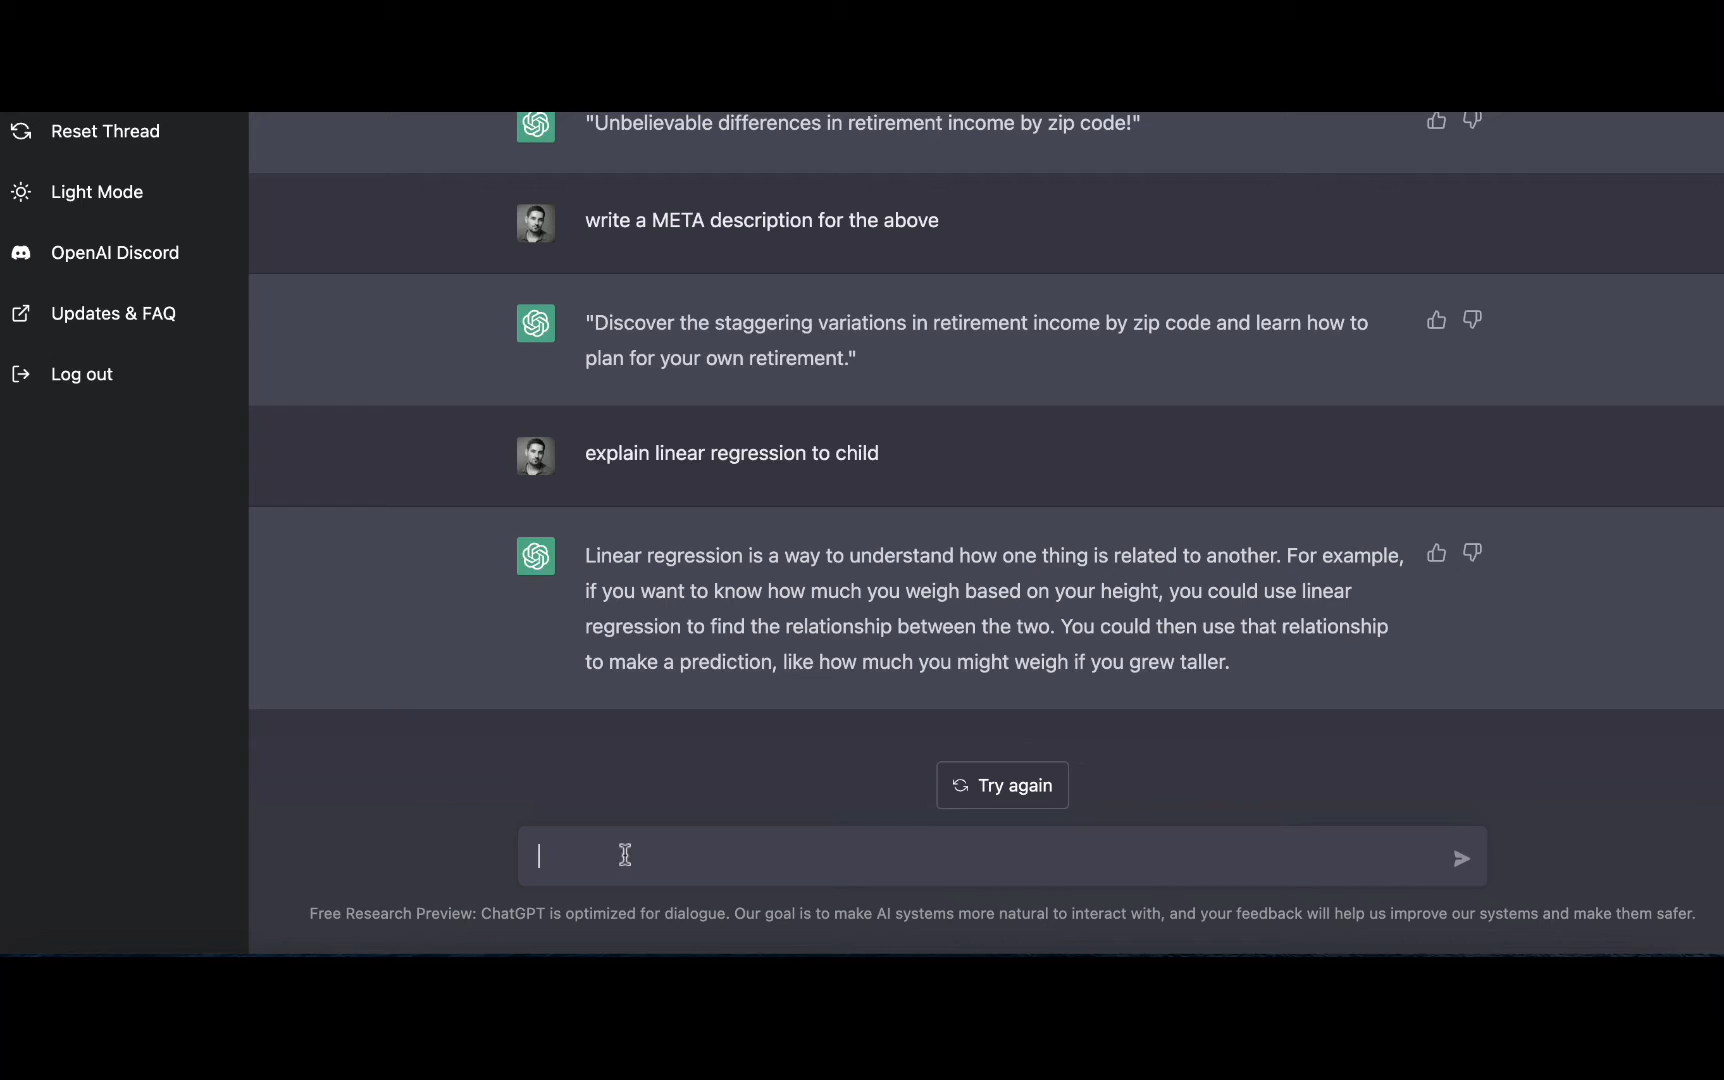 Reset Thread
Light Mode
OpenAI Discord
Updates & FAQ
Log out
"Unbelievable differences in retirement income by zip code!"
write a META description for the above
"Discover the staggering variations in retirement income by zip code and learn how to
plan for your own retirement."
explain linear regression to child
Linear regression is a way to understand how one thing is related to another. For example,
if you want to know how much you weigh based on your height, you could use linear
regression to find the relationship between the two. You could then use that relationship
to make a prediction, like how much you might weigh if you grew taller.
Try again
Free Research Preview: ChatGPT is optimized for dialogue. Our goal is to make AI systems more natural to interact with, and your feedback will help us improve our systems and make them safer.